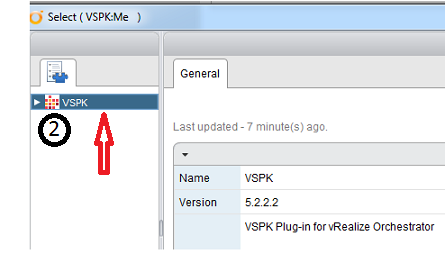 Select ( VSPK:Me )
General
VSPK
2
Last updated - 7 minute(s) ago.
Name VSPK
Version 5.2.2.2
VSPK Plug-in for vRealize Orchestrator